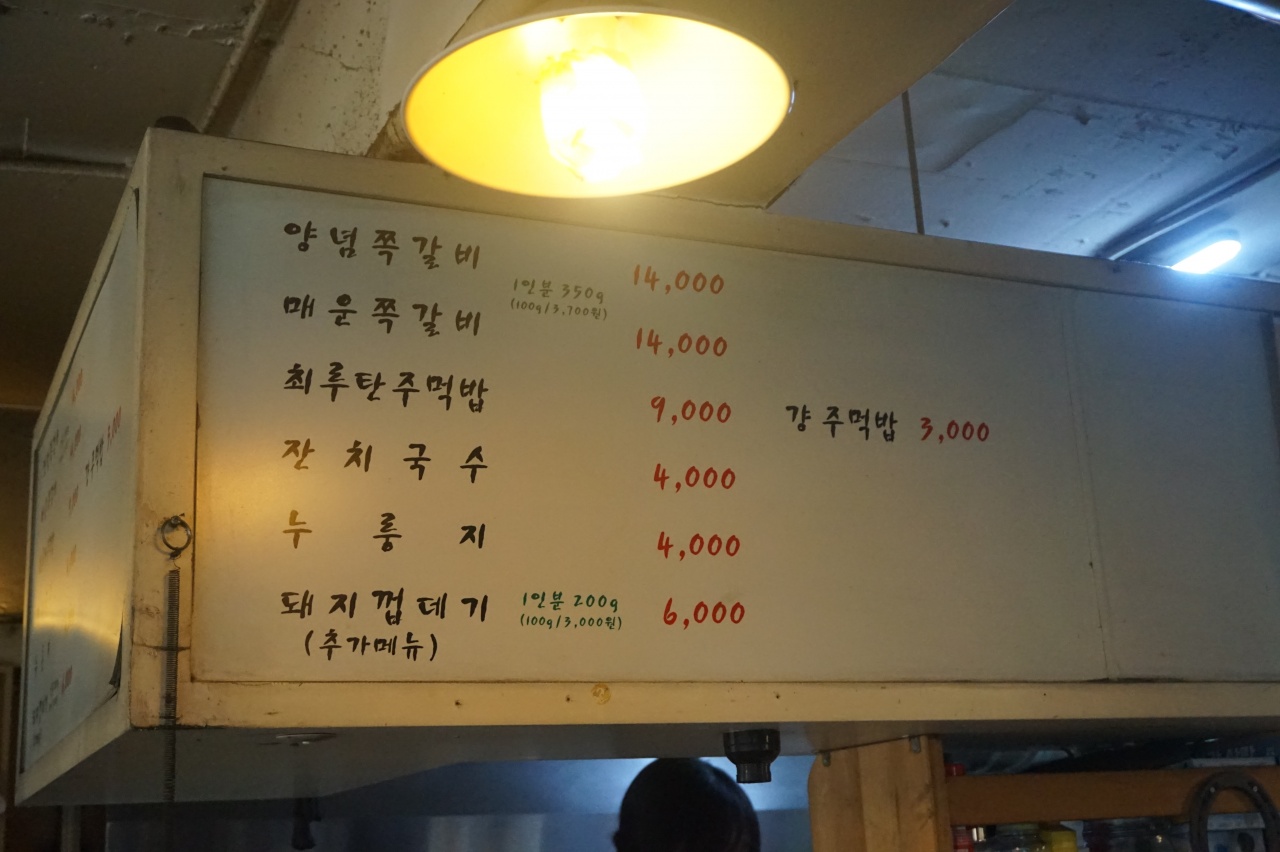 양념쪽갈비 14,000
1인분 350g
(100g/3,700원)
매운쪽갈비 14,000
최루탄주먹밥 9,000 걍 주먹밥 3,000
잔치국수 4,000
누룽지 4,000
돼지껍데기 1인분 200g 6,000
(100g/3,000원)
(추가메뉴)